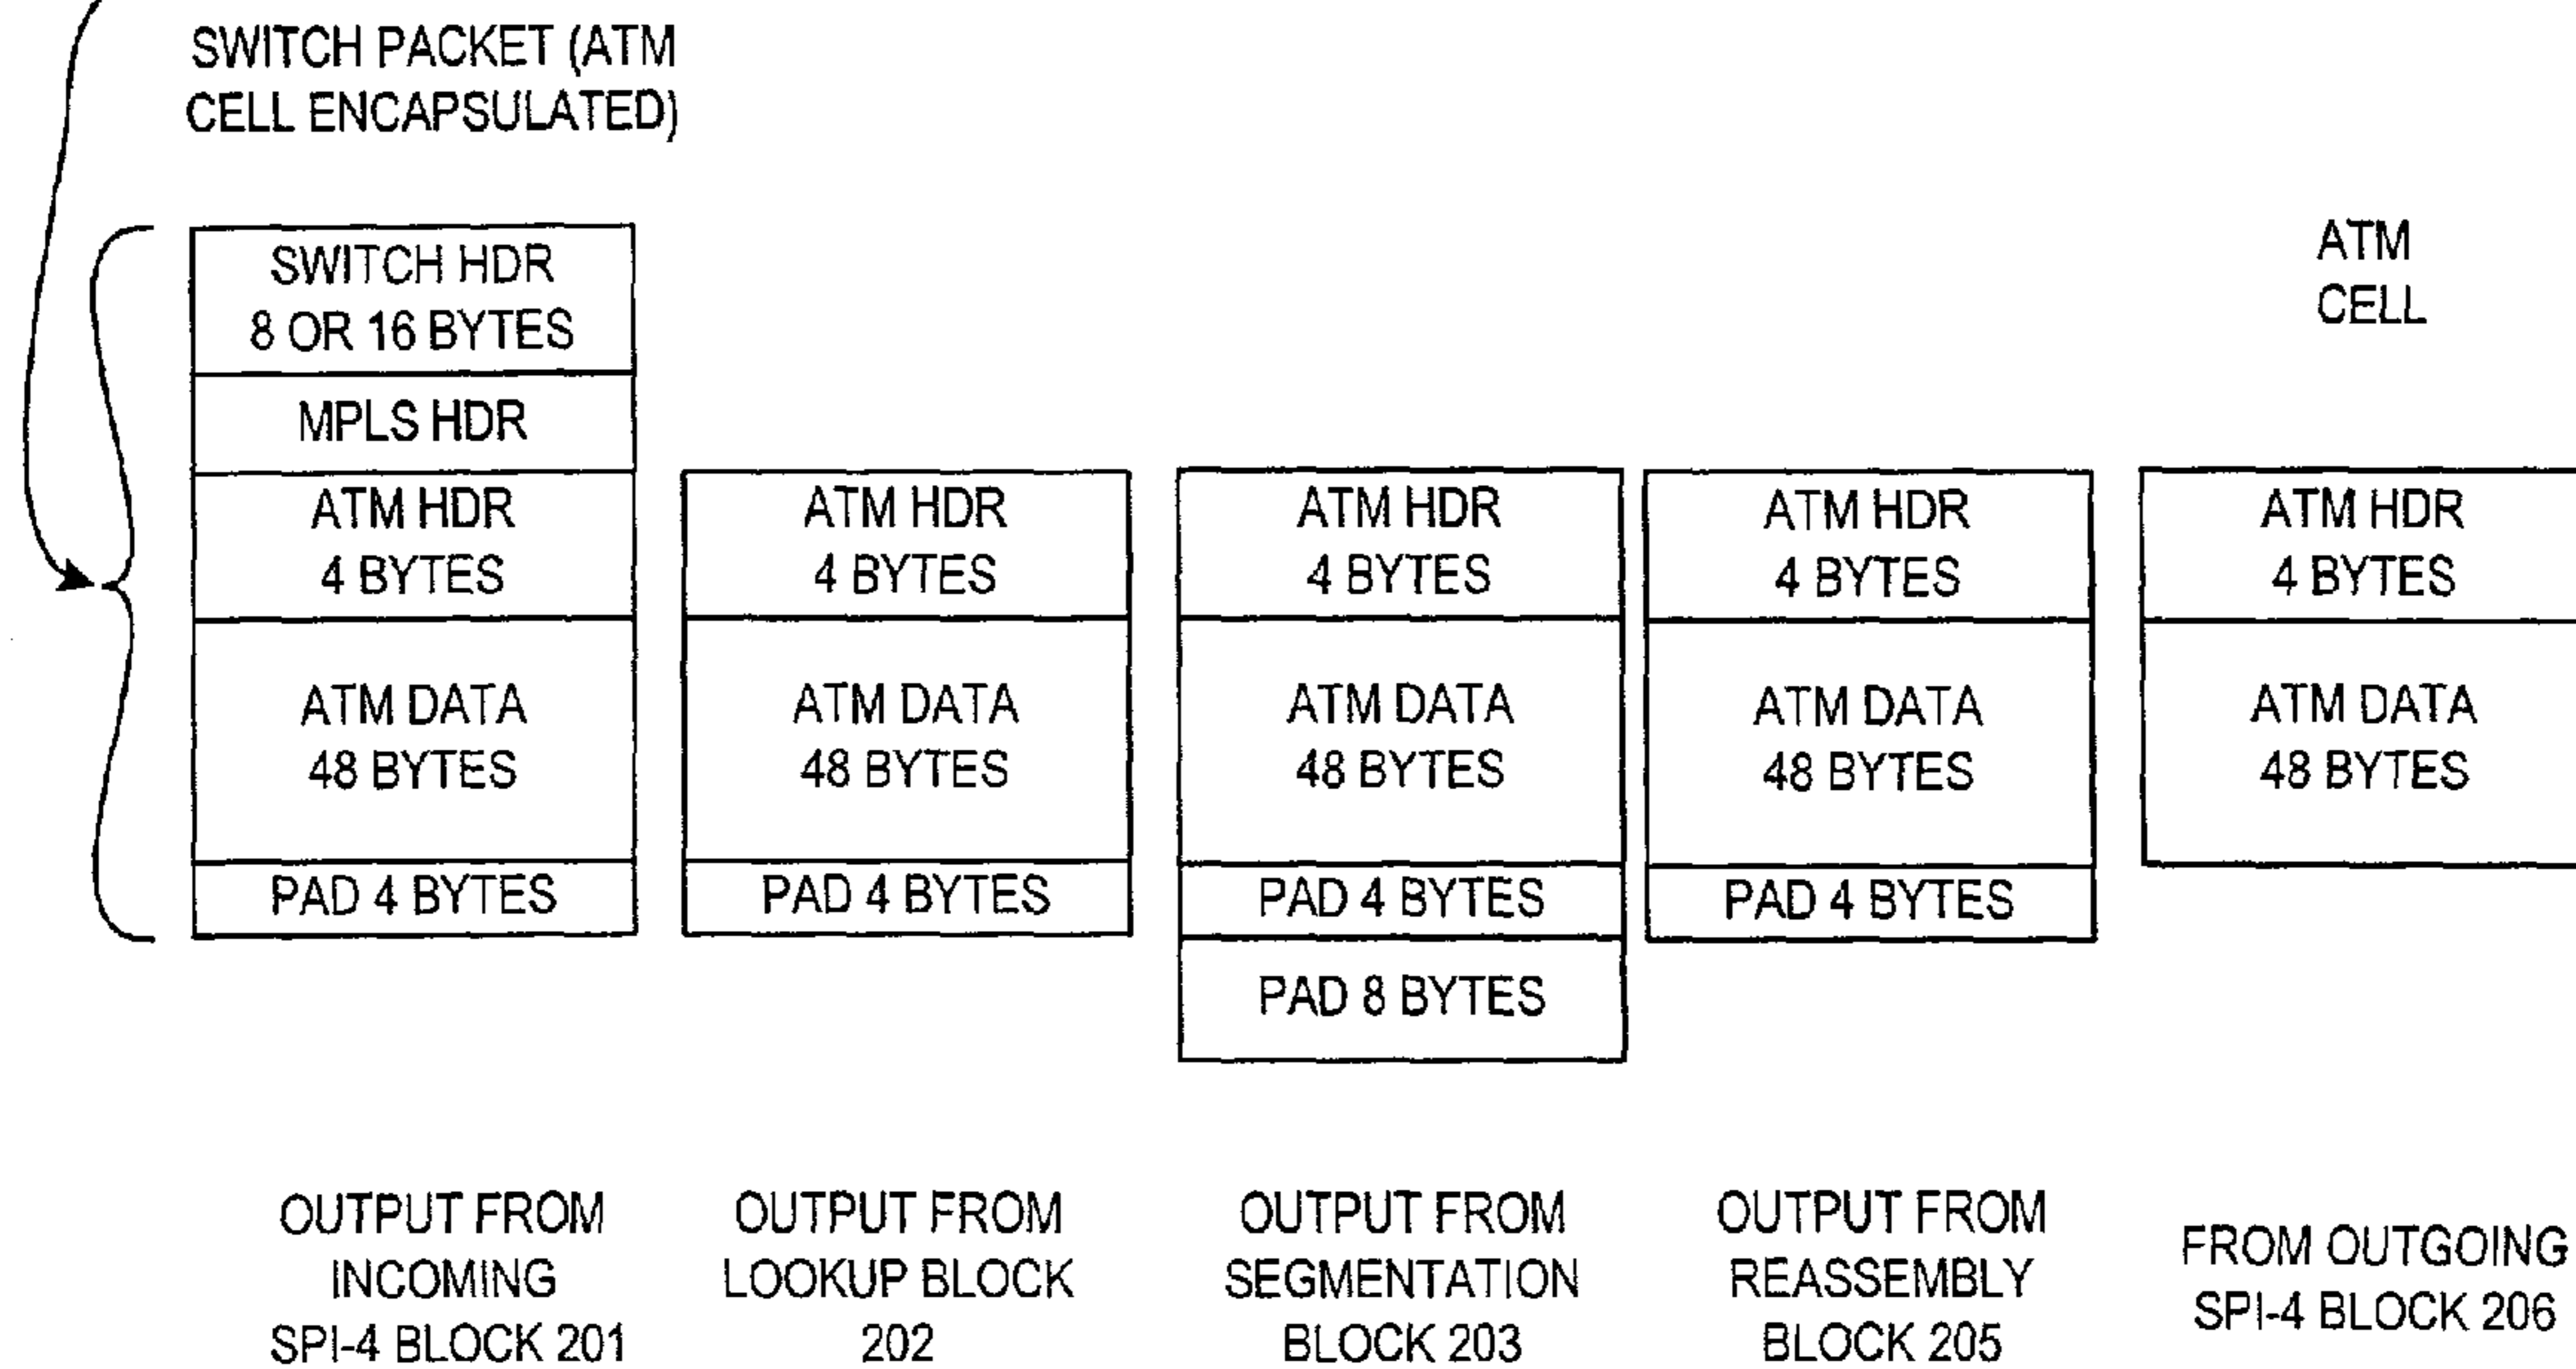 SWITCH PACKET (ATM
CELL ENCAPSULATED)
SWITCH HDR
8 OR 16 BYTES
MPLS HDR
ATM HDR
4 BYTES
ATM DATA
48 BYTES
PAD 4 BYTES
OUTPUT FROM
INCOMING
SPI-4 BLOCK 201
ATM HDR
4 BYTES
ATM DATA
48 BYTES
PAD 4 BYTES
OUTPUT FROM
LOOKUP BLOCK
202
ATM HDR
4 BYTES
ATM DATA
48 BYTES
PAD 4 BYTES
PAD 8 BYTES
OUTPUT FROM
SEGMENTATION
BLOCK 203
ATM HDR
4 BYTES
ATM DATA
48 BYTES
PAD 4 BYTES
OUTPUT FROM
REASSEMBLY
BLOCK 205
ATM
CELL
ATM HDR
4 BYTES
ATM DATA
48 BYTES
FROM OUTGOING
SPI-4 BLOCK 206